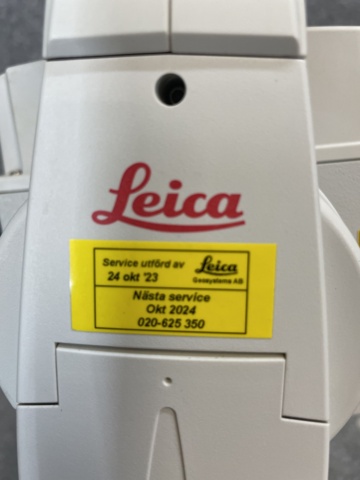 Leica
Service utförd av
24 okt '23
Leica
Geosystems AB
Nästa service
Okt 2024
020-625 350